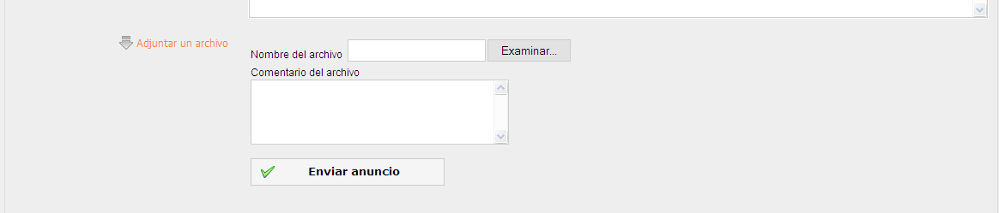 Adjuntar un archivo
Nombre del archivo Examinar...
Comentario del archivo
Enviar anuncio